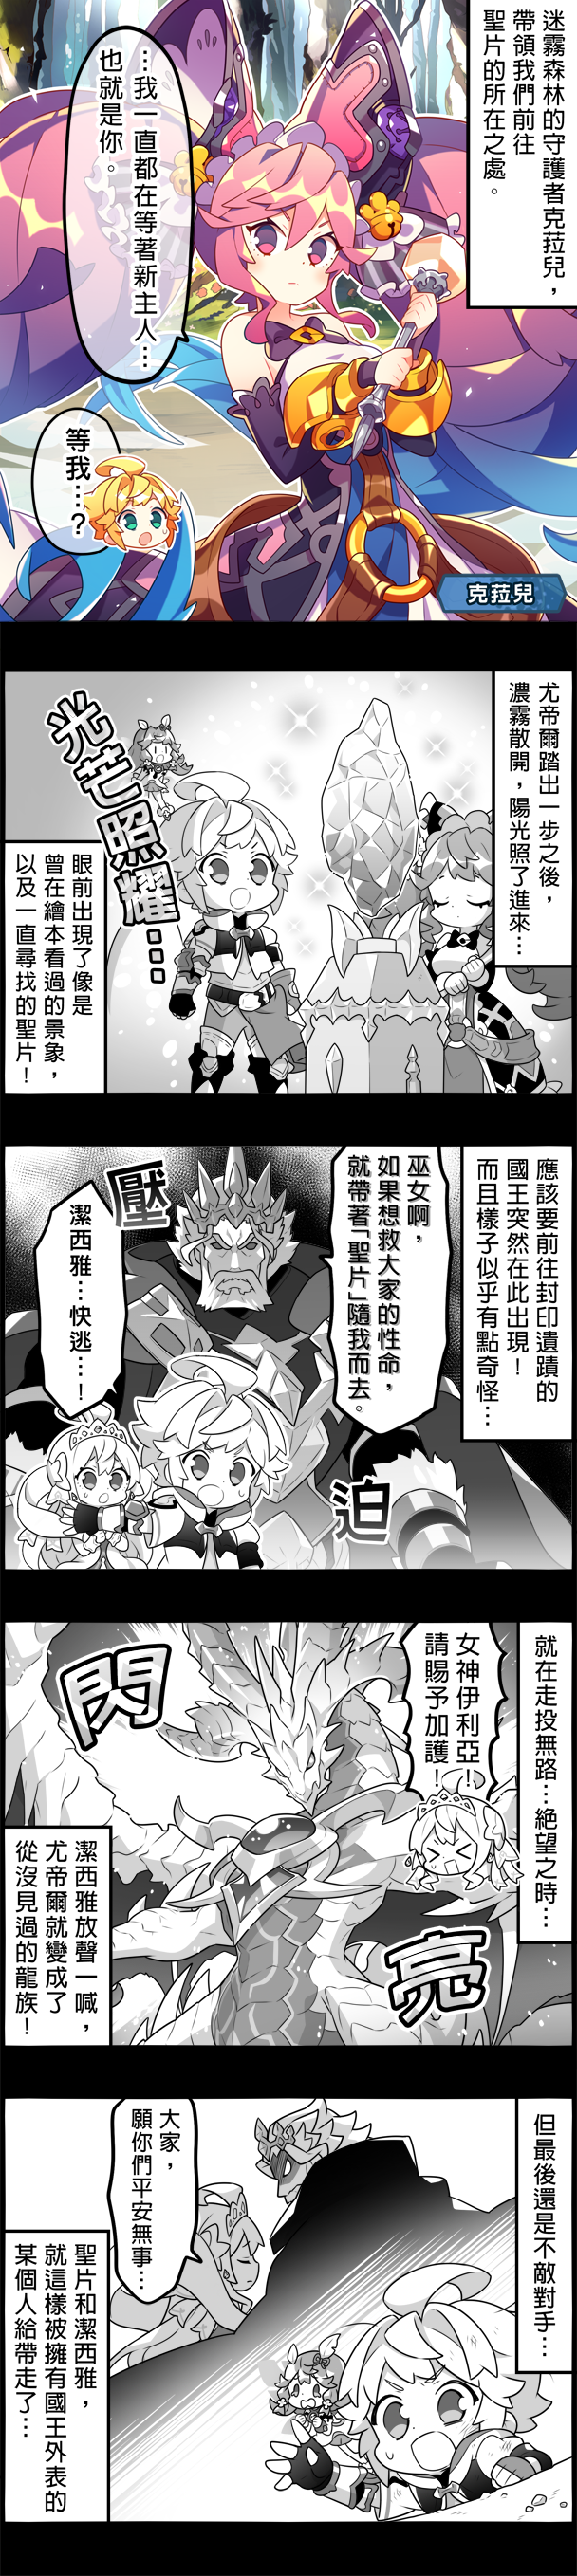 迷霧森林的守護者克菈兒，
帶領我們前往
聖片的所在之處。
…我一直都在等著新主人…
也就是你。
等我…？
克菈兒
尤帝爾踏出一步之後，
濃霧散開，陽光照了進來…
光芒照耀…
眼前出現了像是
曾在繪本看過的景象，
以及一直尋找的聖片！
應該要前往封印遺蹟的
國王突然在此出現！
而且樣子似乎有點奇怪…
巫女啊，
如果想救大家的性命，
就帶著「聖片」隨我而去。
壓
迫
潔西雅…快逃…！
就在走投無路…絕望之時…
女神伊利亞！
請賜予加護！
閃
亮
潔西雅放聲一喊，
尤帝爾就變成了
從沒見過的龍族！
但最後還是不敵對手…
大家，
願你們平安無事…
聖片和潔西雅，
就這樣被擁有國王外表的
某個人給帶走了…